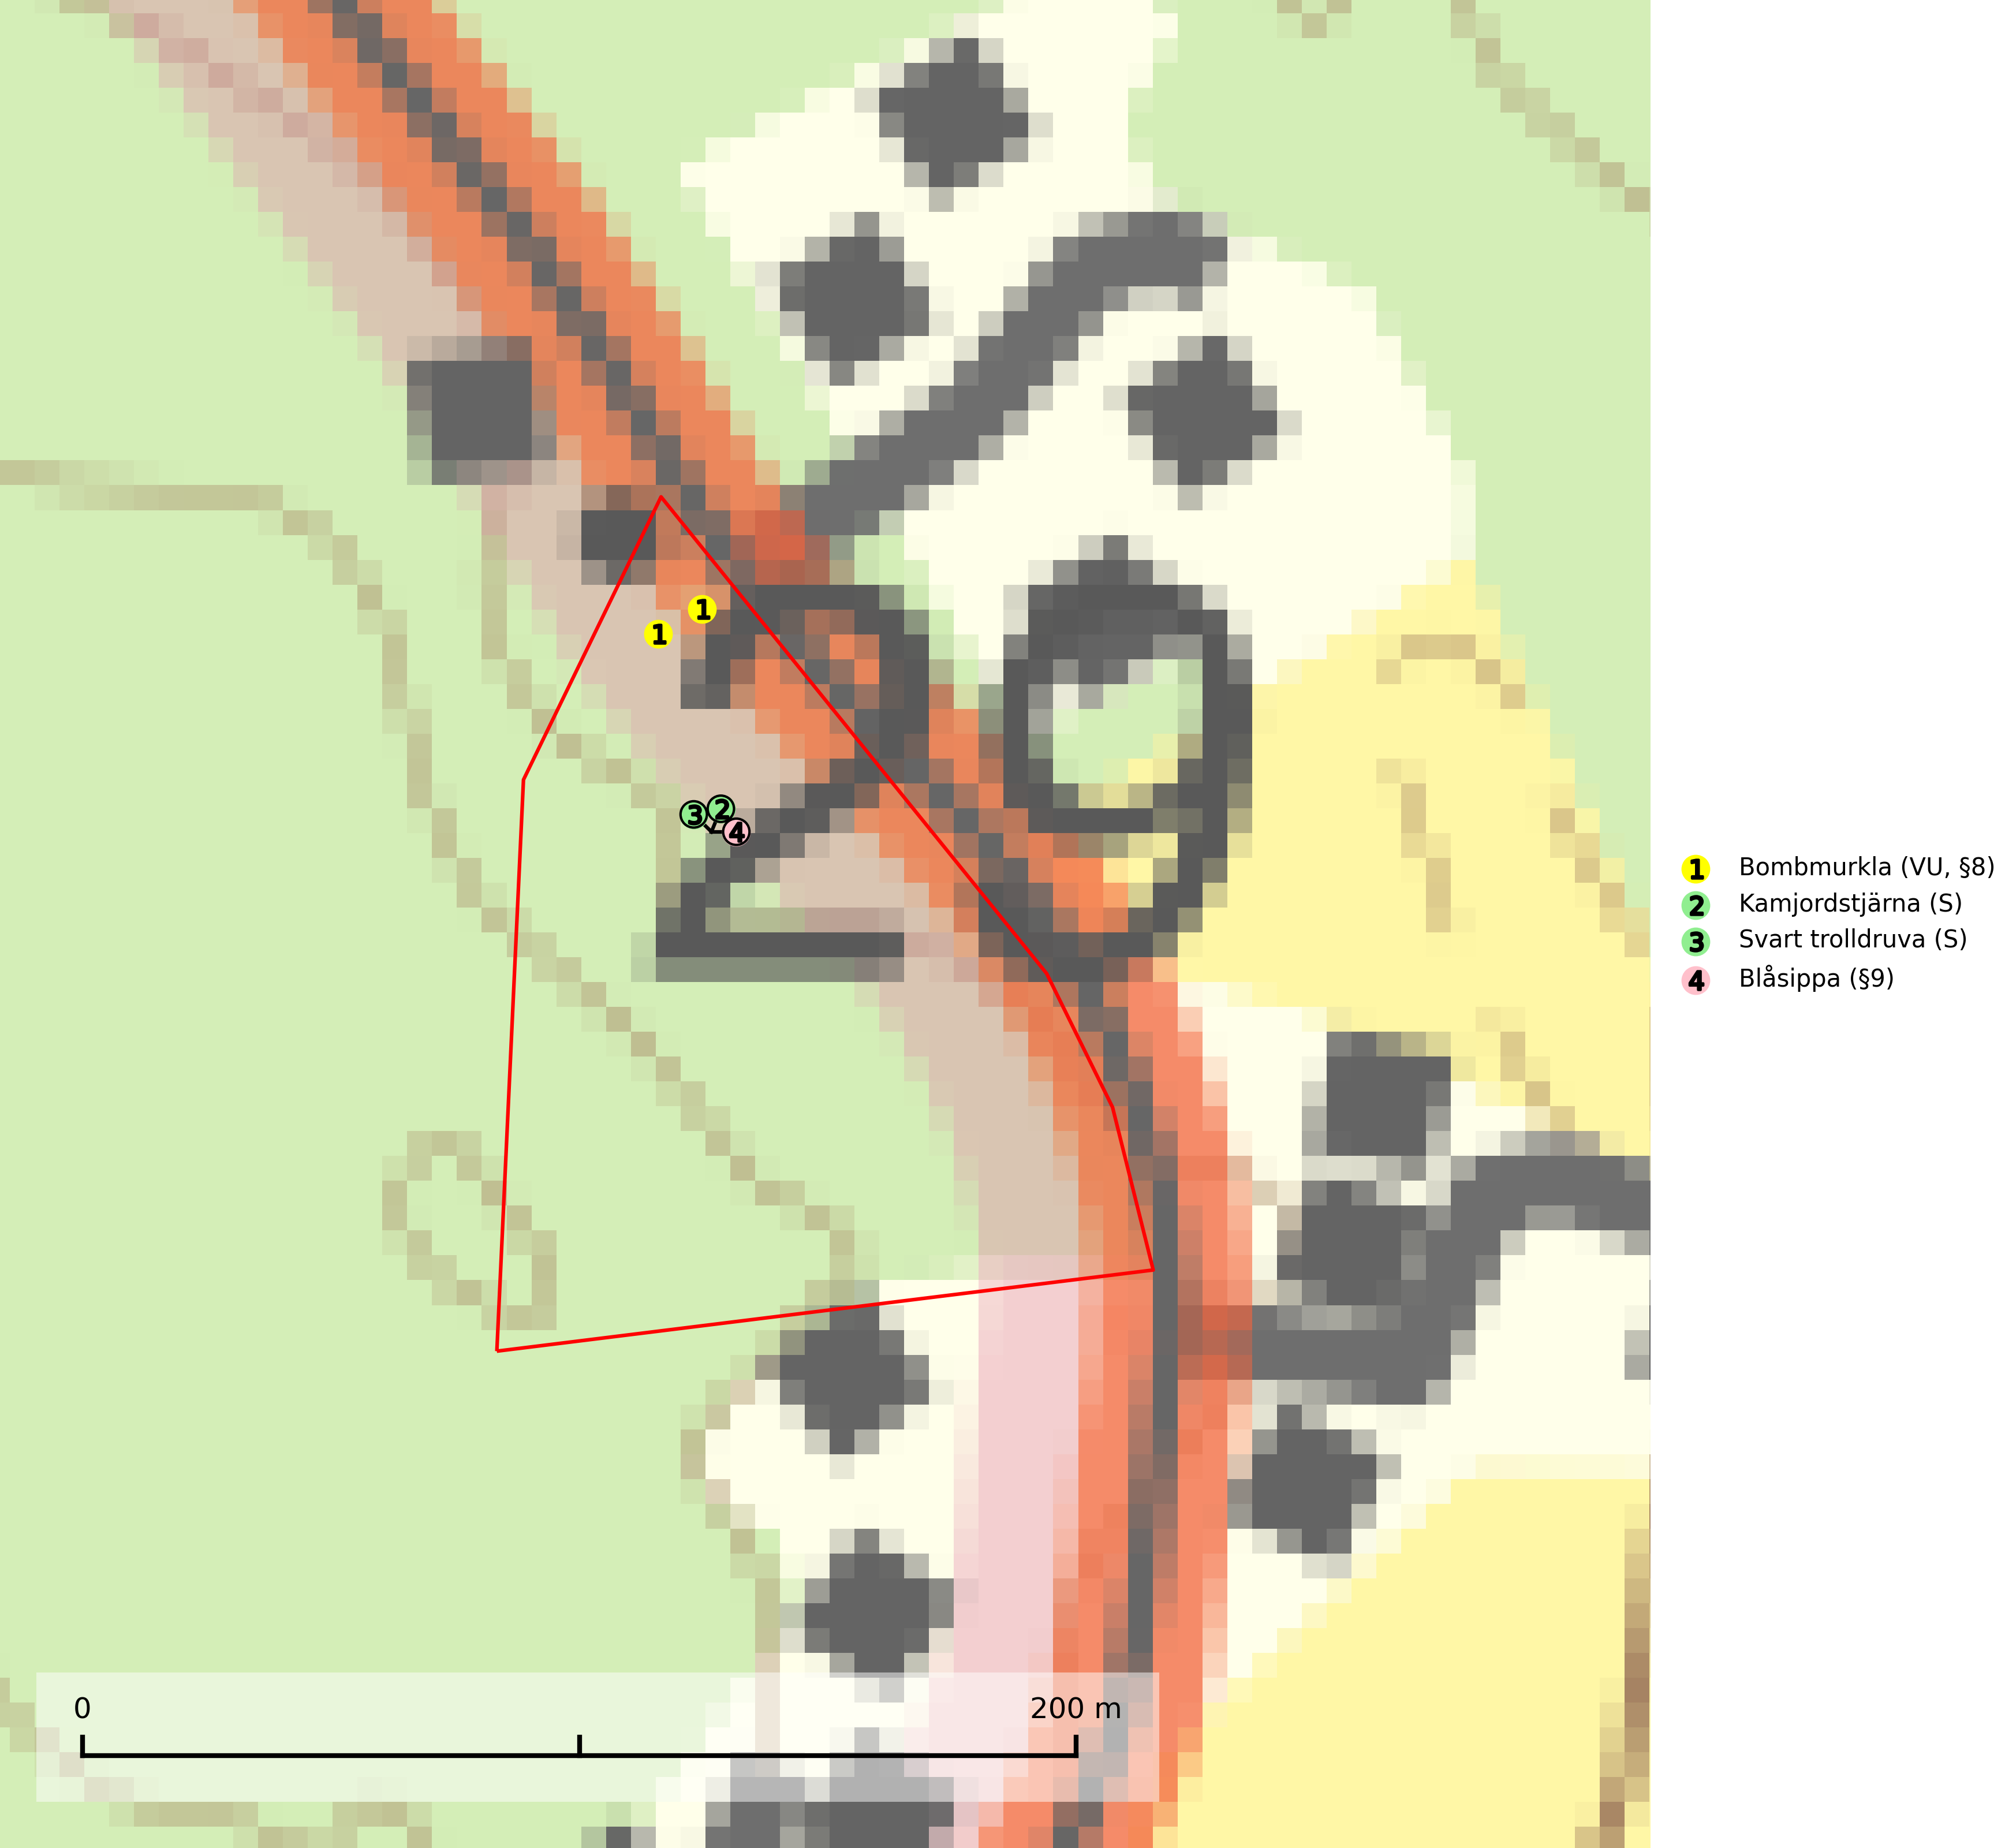 1
1
3 2
4
1 Bombmurkla (VU, §8)
2 Kamjordstjärna (S)
3 Svart trolldruva (S)
4 Blåsippa (§9)
0 200 m